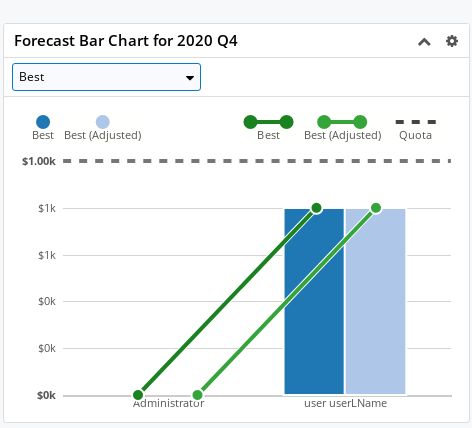 Forecast Bar Chart for 2020 Q4
Best
Best Best (Adjusted) Best Best (Adjusted) Quota
$1.00k
$1k
$1k
$0k
$0k
$0k
Administrator user userLName